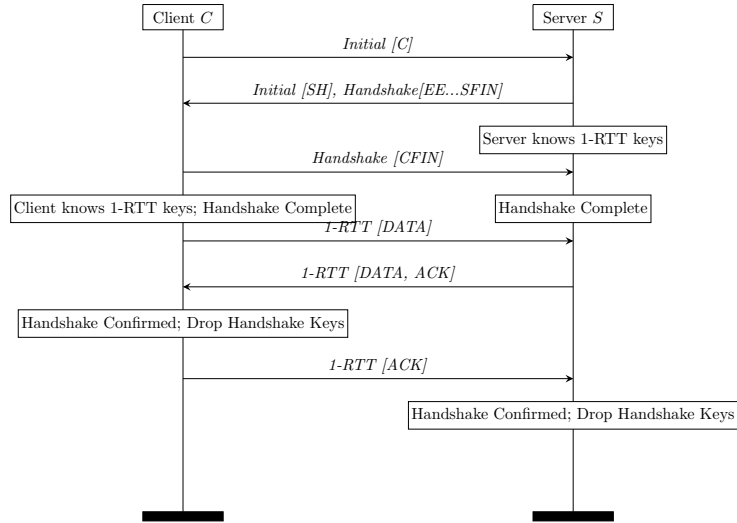 Client C
Server S
Initial [C]
Initial [SH], Handshake[EE...SFIN]
Server knows 1-RTT keys
Handshake [CFIN]
Client knows 1-RTT keys; Handshake Complete
Handshake Complete
1-RTT [DATA]
1-RTT [DATA, ACK]
Handshake Confirmed; Drop Handshake Keys
1-RTT [ACK]
Handshake Confirmed; Drop Handshake Keys